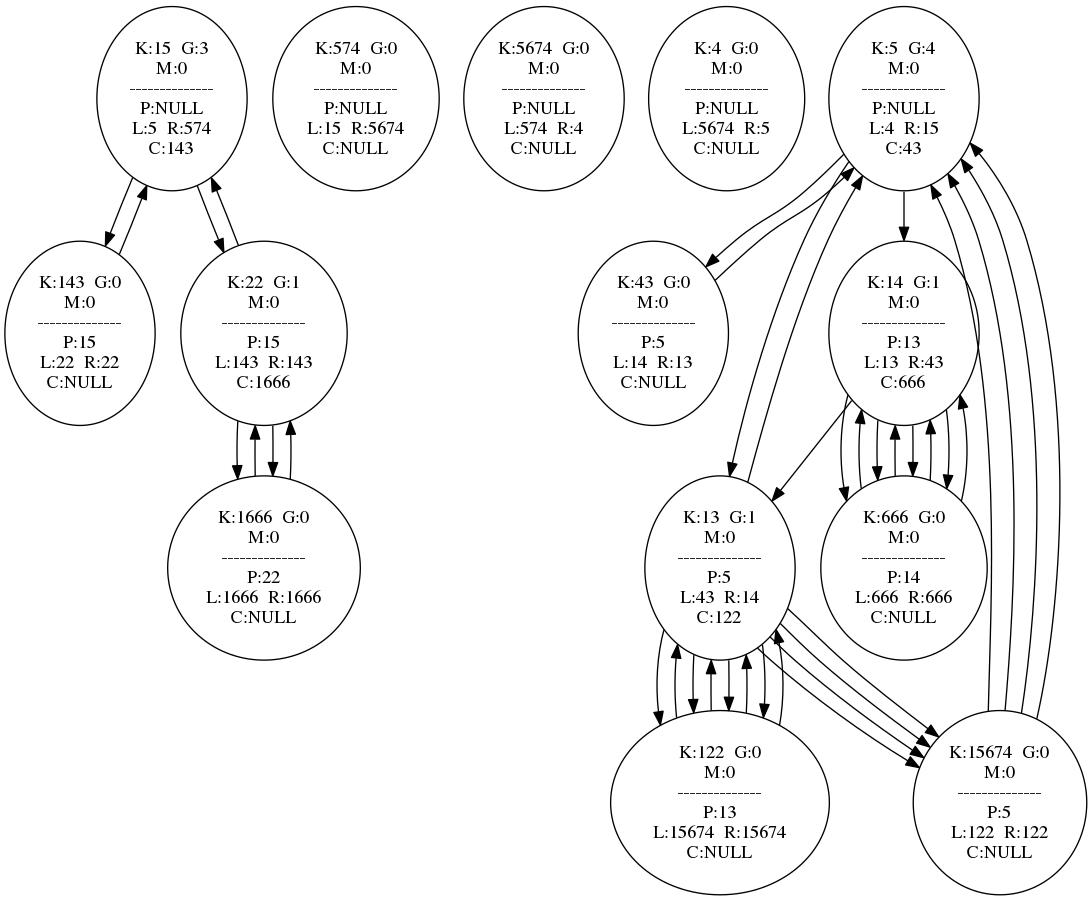 K:15 G:3
M:0
--------------
P:NULL
L:5 R:574
C:143
K:574 G:0
M:0
--------------
P:NULL
L:15 R:5674
C:NULL
K:5674 G:0
M:0
--------------
P:NULL
L:574 R:4
C:NULL
K:4 G:0
M:0
--------------
P:NULL
L:5674 R:5
C:NULL
K:5 G:4
M:0
--------------
P:NULL
L:4 R:15
C:43
K:143 G:0
M:0
--------------
P:15
L:22 R:22
C:NULL
K:22 G:1
M:0
--------------
P:15
L:143 R:143
C:1666
K:43 G:0
M:0
--------------
P:5
L:14 R:13
C:NULL
K:14 G:1
M:0
--------------
P:13
L:13 R:43
C:666
K:1666 G:0
M:0
--------------
P:22
L:1666 R:1666
C:NULL
K:13 G:1
M:0
--------------
P:5
L:43 R:14
C:122
K:666 G:0
M:0
--------------
P:14
L:666 R:666
C:NULL
K:122 G:0
M:0
--------------
P:13
L:15674 R:15674
C:NULL
K:15674 G:0
M:0
--------------
P:5
L:122 R:122
C:NULL